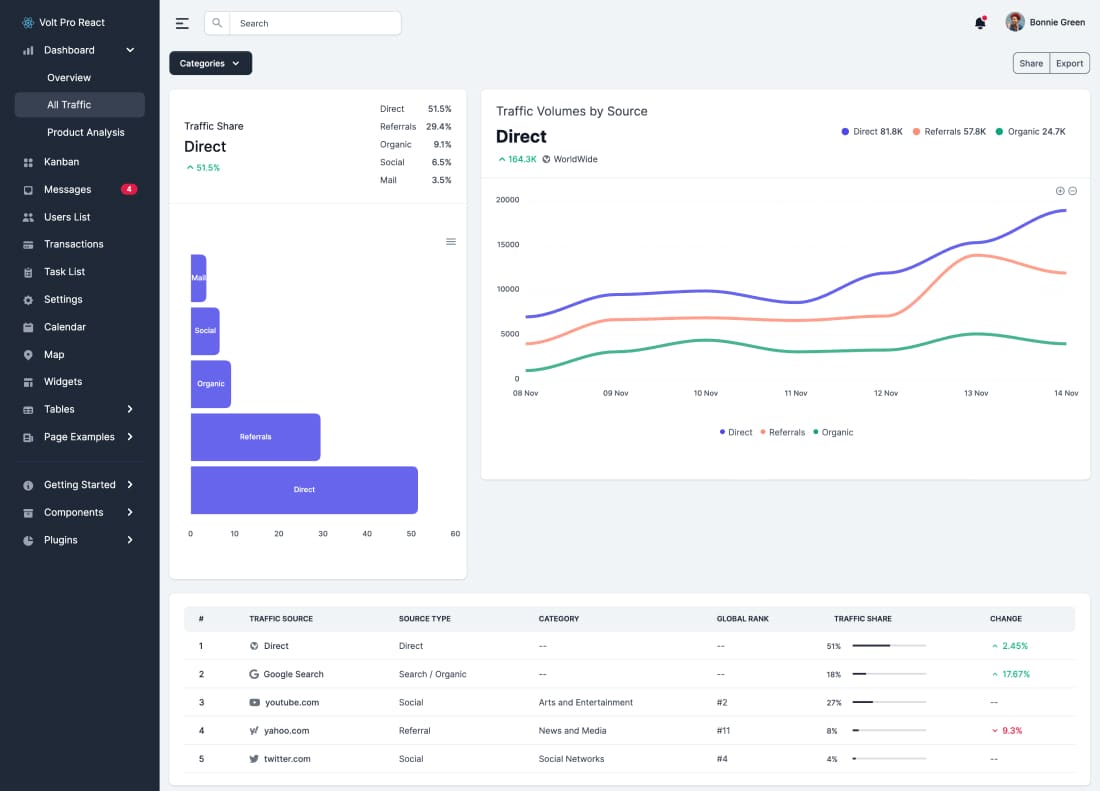 Volt Pro React
Dashboard
Overview
All Traffic
Product Analysis
Kanban
Messages 4
Users List
Transactions
Task List
Settings
Calendar
Map
Widgets
Tables
Page Examples
Getting Started
Components
Plugins
Search
Bonnie Green
Categories
Share Export
Traffic Share
Direct
51.5%
Direct 51.5%
Referrals 29.4%
Organic 9.1%
Social 6.5%
Mail 3.5%
Mail
Social
Organic
Referrals
Direct
0 10 20 30 40 50 60
Traffic Volumes by Source
Direct
164.3K WorldWide
Direct 81.8K Referrals 57.8K Organic 24.7K
20000
15000
10000
5000
0
08 Nov 09 Nov 10 Nov 11 Nov 12 Nov 13 Nov 14 Nov
Direct Referrals Organic
# TRAFFIC SOURCE SOURCE TYPE CATEGORY GLOBAL RANK TRAFFIC SHARE CHANGE
1 Direct Direct -- -- 51% 2.45%
2 Google Search Search / Organic -- -- 18% 17.67%
3 youtube.com Social Arts and Entertainment #2 27% --
4 yahoo.com Referral News and Media #11 8% 9.3%
5 twitter.com Social Social Networks #4 4% --